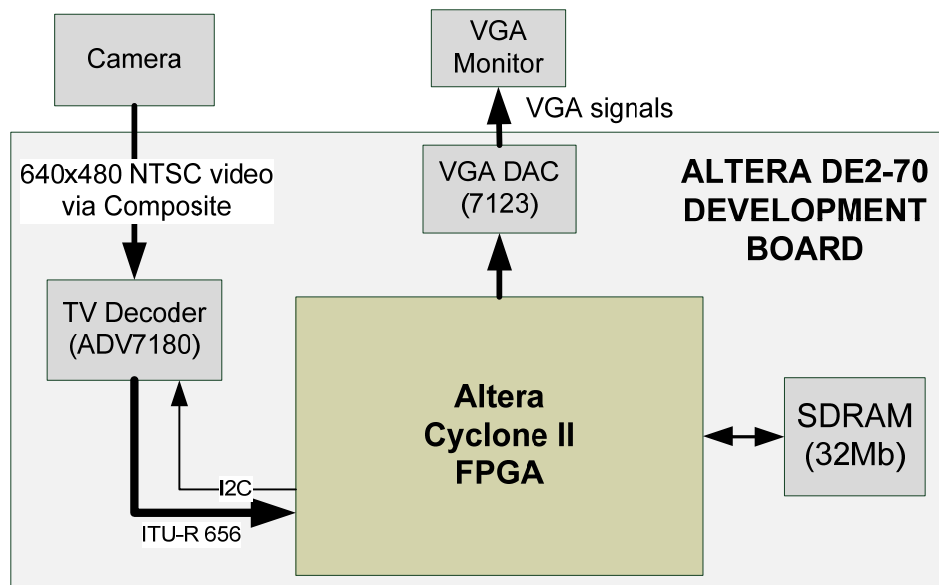 Camera
VGA
Monitor
VGA signals
640x480 NTSC video
via Composite
VGA DAC
(7123)
ALTERA DE2-70
DEVELOPMENT
BOARD
TV Decoder
(ADV7180)
Altera
Cyclone II
FPGA
SDRAM
(32Mb)
I2C
ITU-R 656